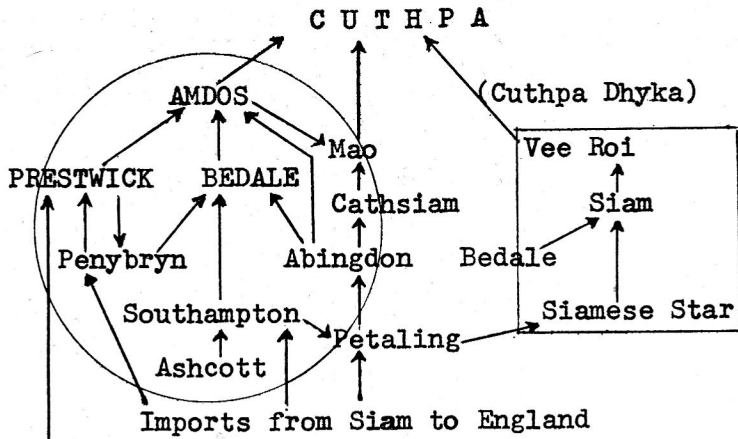 CUTHPA
(Cuthpa Dhyka)
AMDOS
Mao
Vee Roi
PRESTWICK BEDALE
Cathsiam
Siam
Penybryn
Abingdon
Bedale
Southampton
Siamese Star
Petaling
Ashcott
Imports from Siam to England